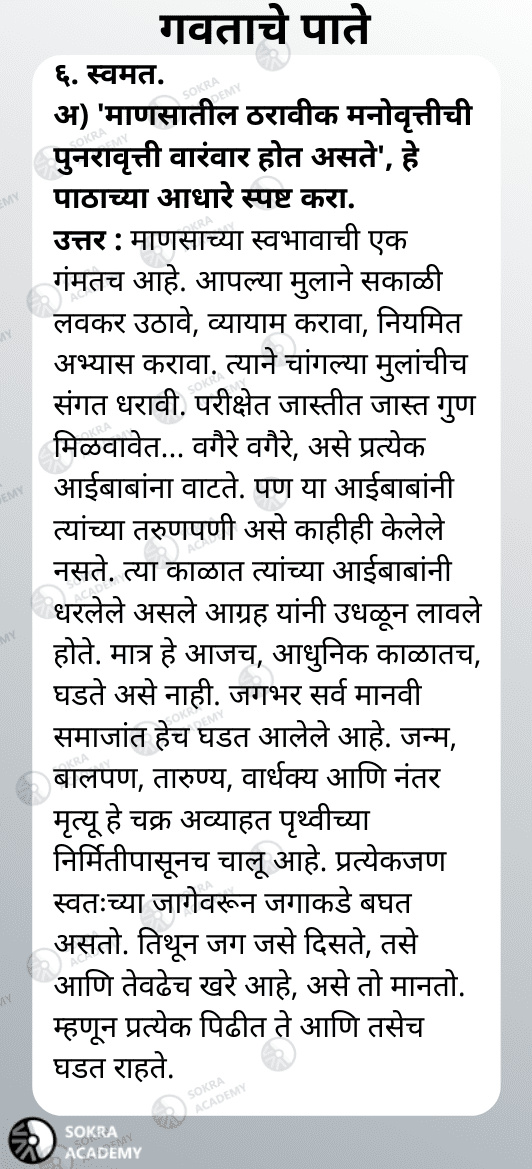 गवताचे पाते
६. स्वमत.
अ) 'माणसातील ठरावीक मनोवृत्तीची
पुनरावृत्ती वारंवार होत असते', हे
पाठाच्या आधारे स्पष्ट करा.
उत्तर : माणसाच्या स्वभावाची एक
गंमतच आहे. आपल्या मुलाने सकाळी
लवकर उठावे, व्यायाम करावा, नियमित
अभ्यास करावा. त्याने चांगल्या मुलांचीच
संगत धरावी. परीक्षेत जास्तीत जास्त गुण
मिळवावेत... वगैरे वगैरे, असे प्रत्येक
आईबाबांना वाटते. पण या आईबाबांनी
त्यांच्या तरुणपणी असे काहीही केलेले
नसते. त्या काळात त्यांच्या आईबाबांनी
धरलेले असले आग्रह यांनी उधळून लावले
होते. मात्र हे आजच, आधुनिक काळातच,
घडते असे नाही. जगभर सर्व मानवी
समाजांत हेच घडत आलेले आहे. जन्म,
बालपण, तारुण्य, वार्धक्य आणि नंतर
मृत्यू हे चक्र अव्याहत पृथ्वीच्या
निर्मितीपासूनच चालू आहे. प्रत्येकजण
स्वतःच्या जागेवरून जगाकडे बघत
असतो. तिथून जग जसे दिसते, तसे
आणि तेवढेच खरे आहे, असे तो मानतो.
म्हणून प्रत्येक पिढीत ते आणि तसेच
घडत राहते.
SOKRA
ACADEMY